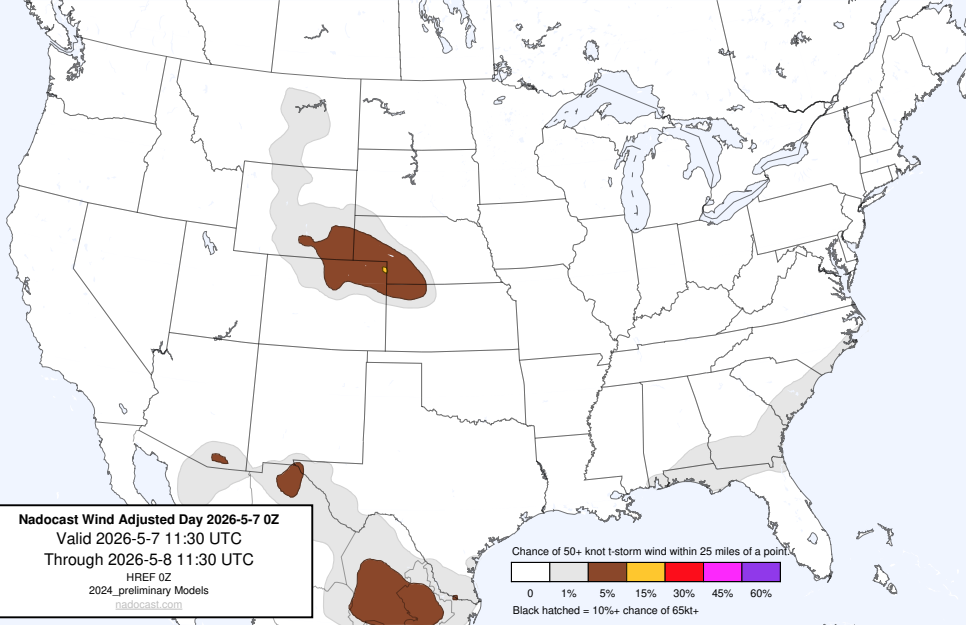 Nadocast Wind Adjusted Day 2026-5-7 0Z
Valid 2026-5-7 11:30 UTC
Through 2026-5-8 11:30 UTC
HREF 0Z
2024_preliminary Models
nadocast.com
Chance of 50+ knot t-storm wind within 25 miles of a point.
0 1% 5% 15% 30% 45% 60%
Black hatched = 10%+ chance of 65kt+